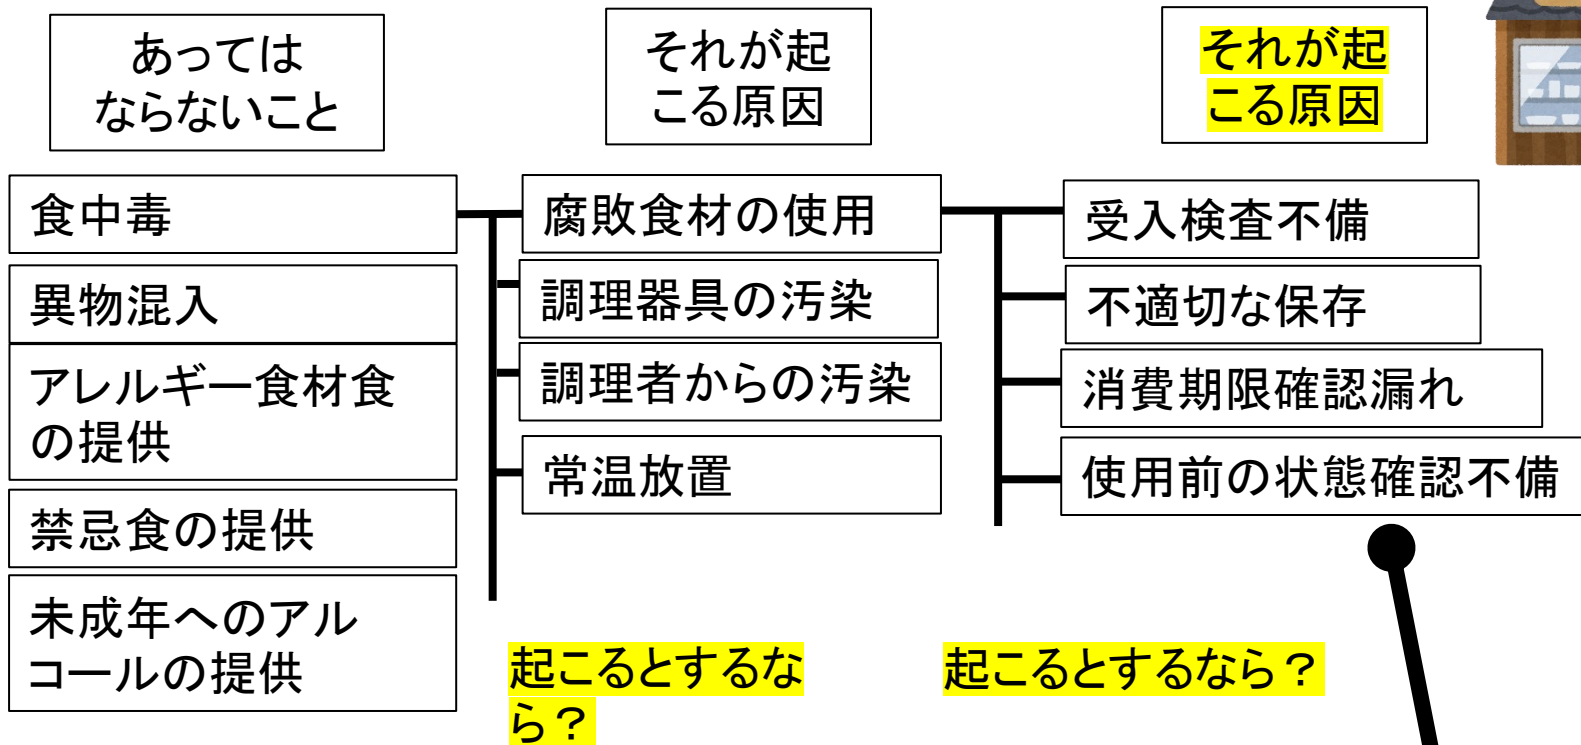 あっては
ならないこと
それが起
こる原因
それが起
こる原因
食中毒
異物混入
アレルギー食材食
の提供
禁忌食の提供
未成年へのアル
コールの提供
腐敗食材の使用
調理器具の汚染
調理者からの汚染
常温放置
受入検査不備
不適切な保存
消費期限確認漏れ
使用前の状態確認不備
起こるとするな
ら？
起こるとするなら？